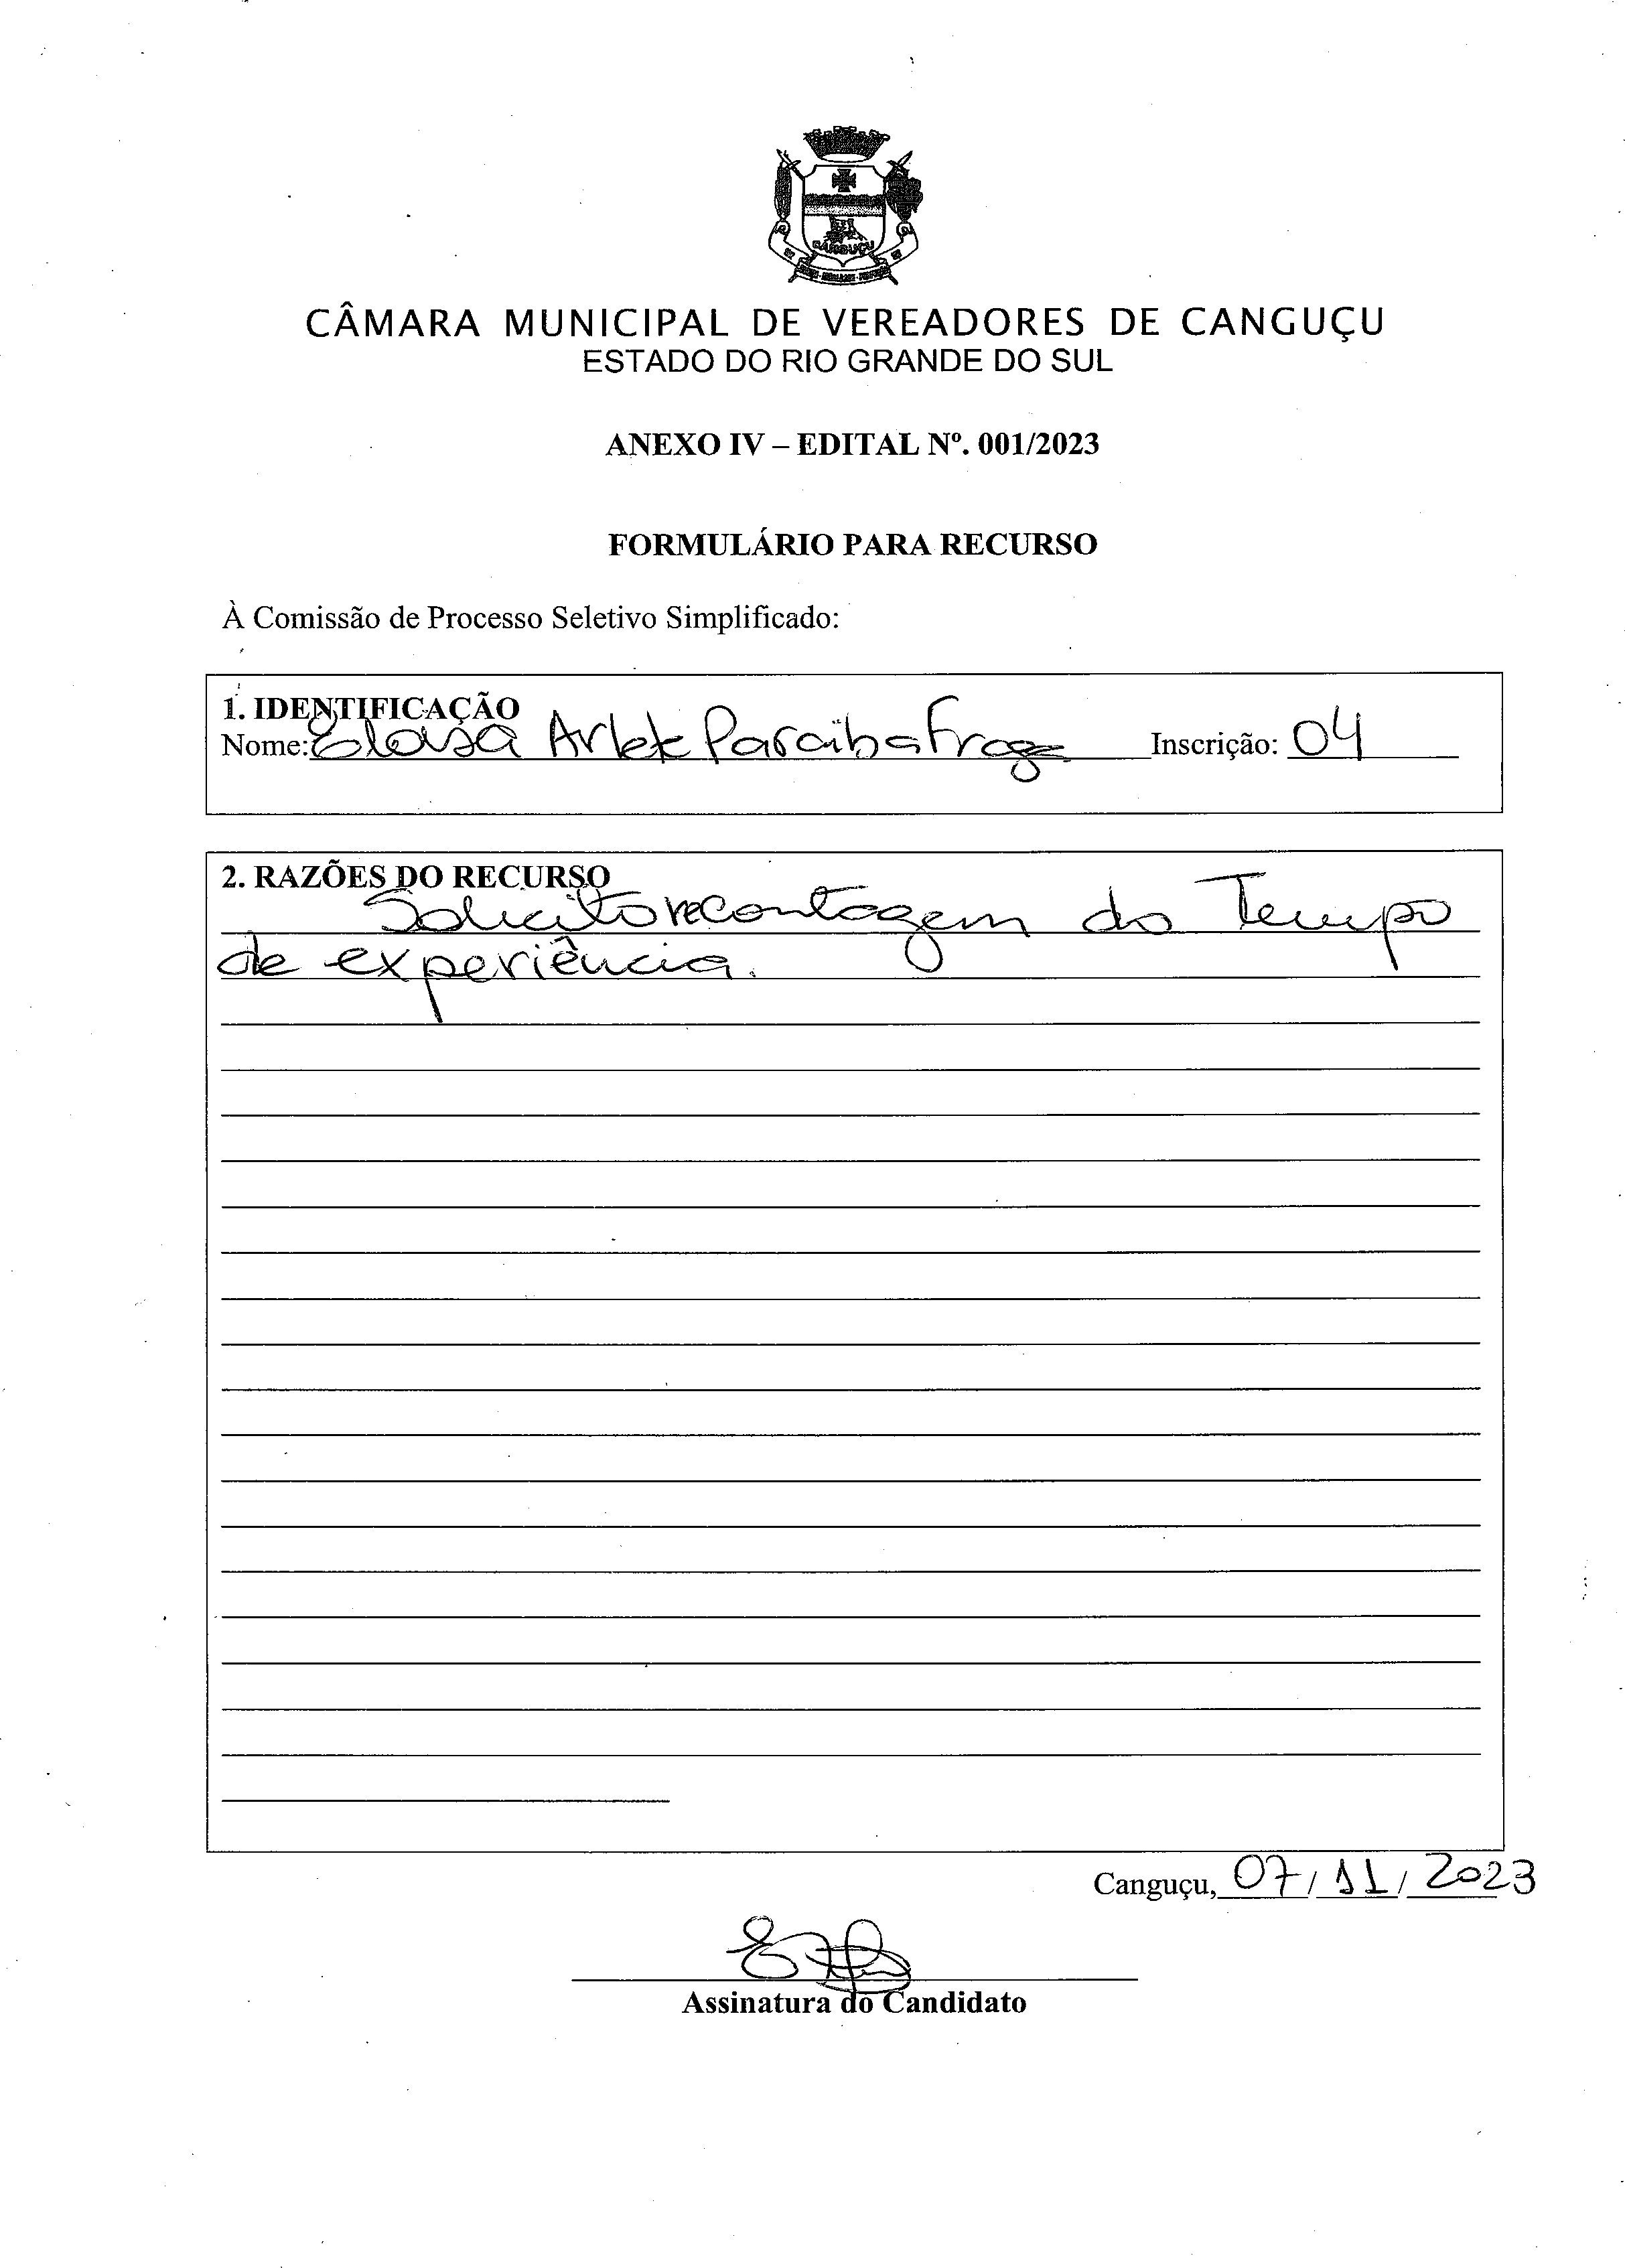 CANGUÇU
CÂMARA MUNICIPAL DE VEREADORES DE CANGUÇU
ESTADO DO RIO GRANDE DO SUL
ANEXO IV – EDITAL Nº. 001/2023
FORMULÁRIO PARA RECURSO
À Comissão de Processo Seletivo Simplificado:
1. IDENTIFICAÇÃO
Nome: Eloisa Arlete Paraiba Inscrição: 04
2. RAZÕES DO RECURSO
Solicito recontagem do Tempo
de experiência.
Canguçu, 07/11/2023
Assinatura do Candidato